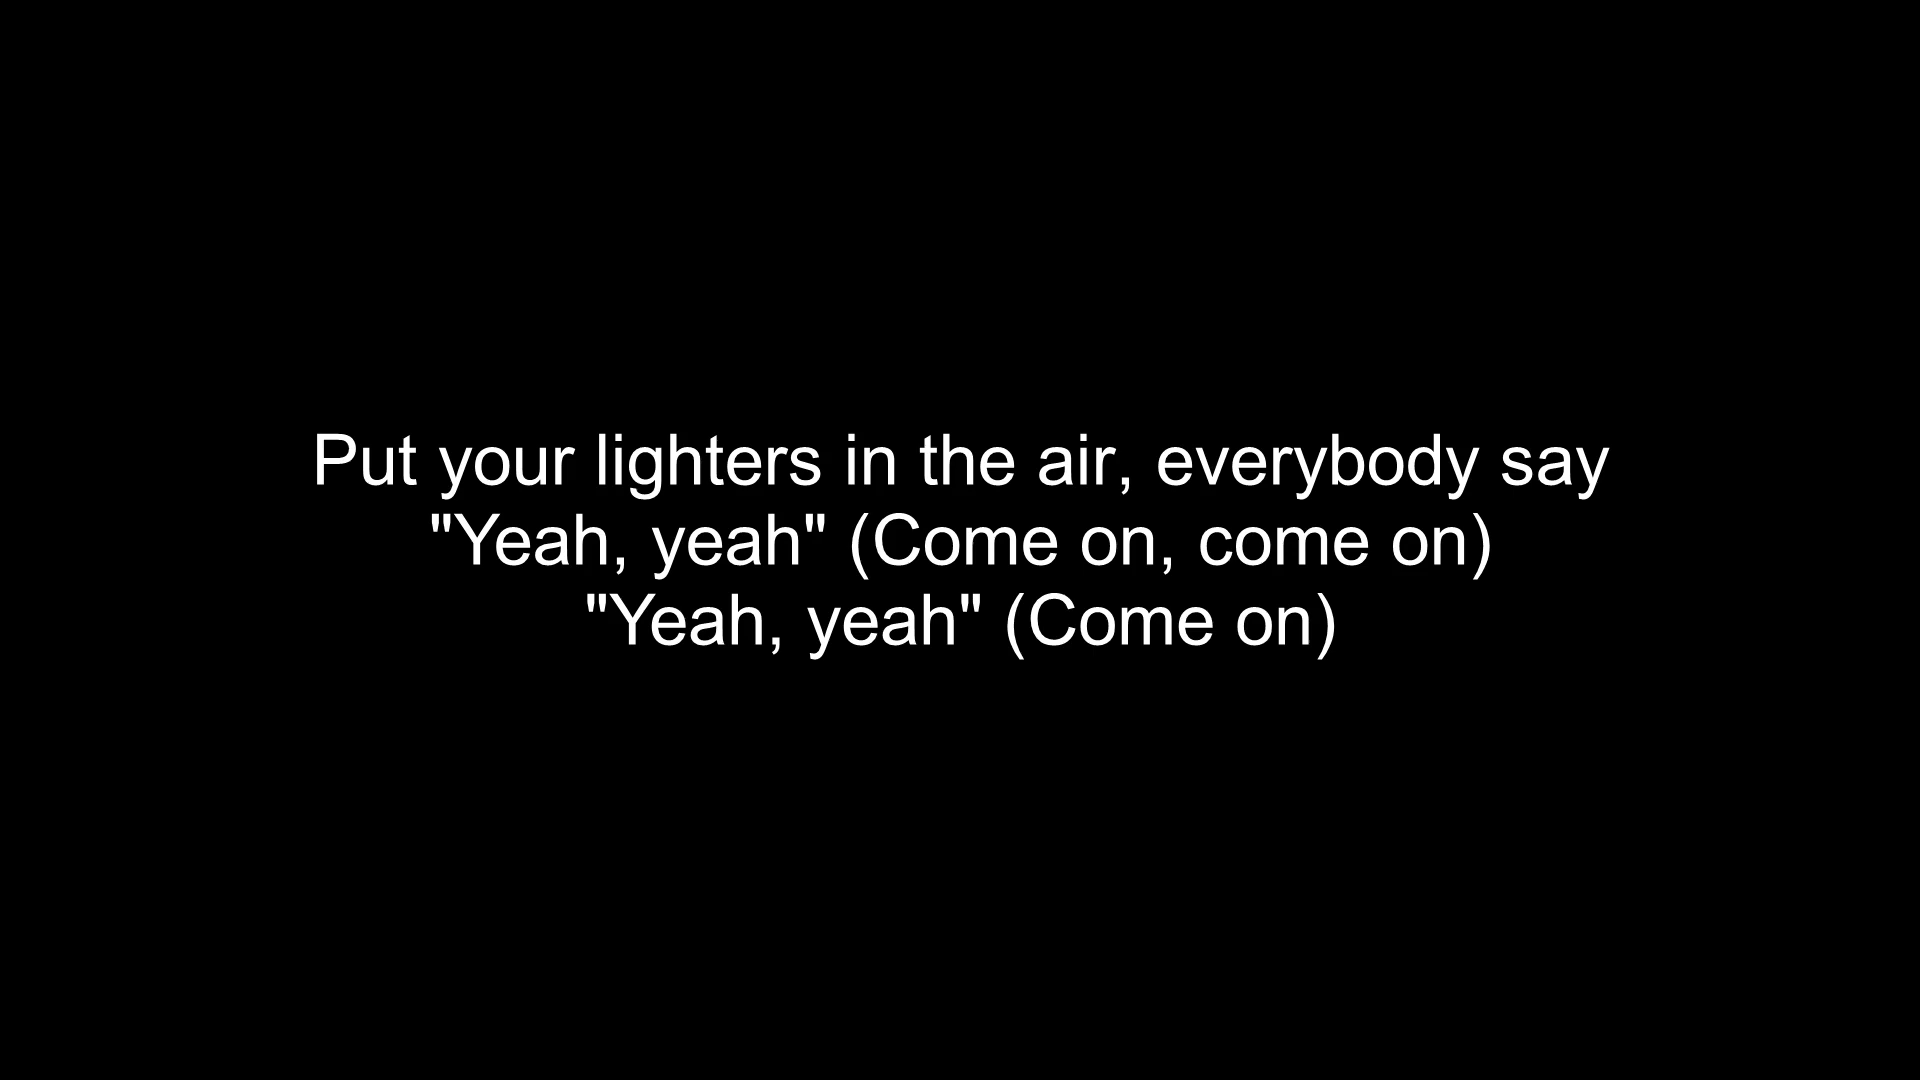 Put your lighters in the air, everybody say
"Yeah, yeah" (Come on, come on)
"Yeah, yeah" (Come on)